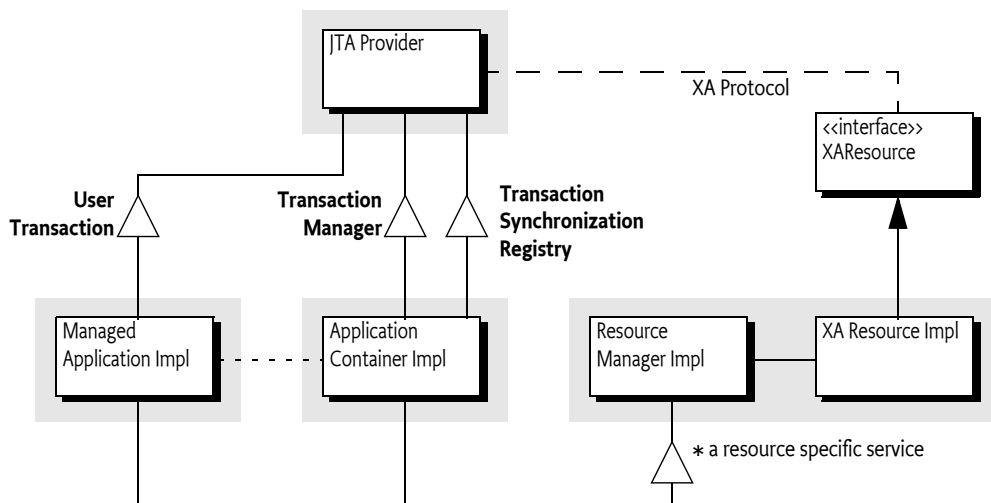 JTA Provider
XA Protocol
<<interface>>
XAResource
User
Transaction
Transaction
Manager
Transaction
Synchronization
Registry
Managed
Application Impl
Application
Container Impl
Resource
Manager Impl
XA Resource Impl
* a resource specific service